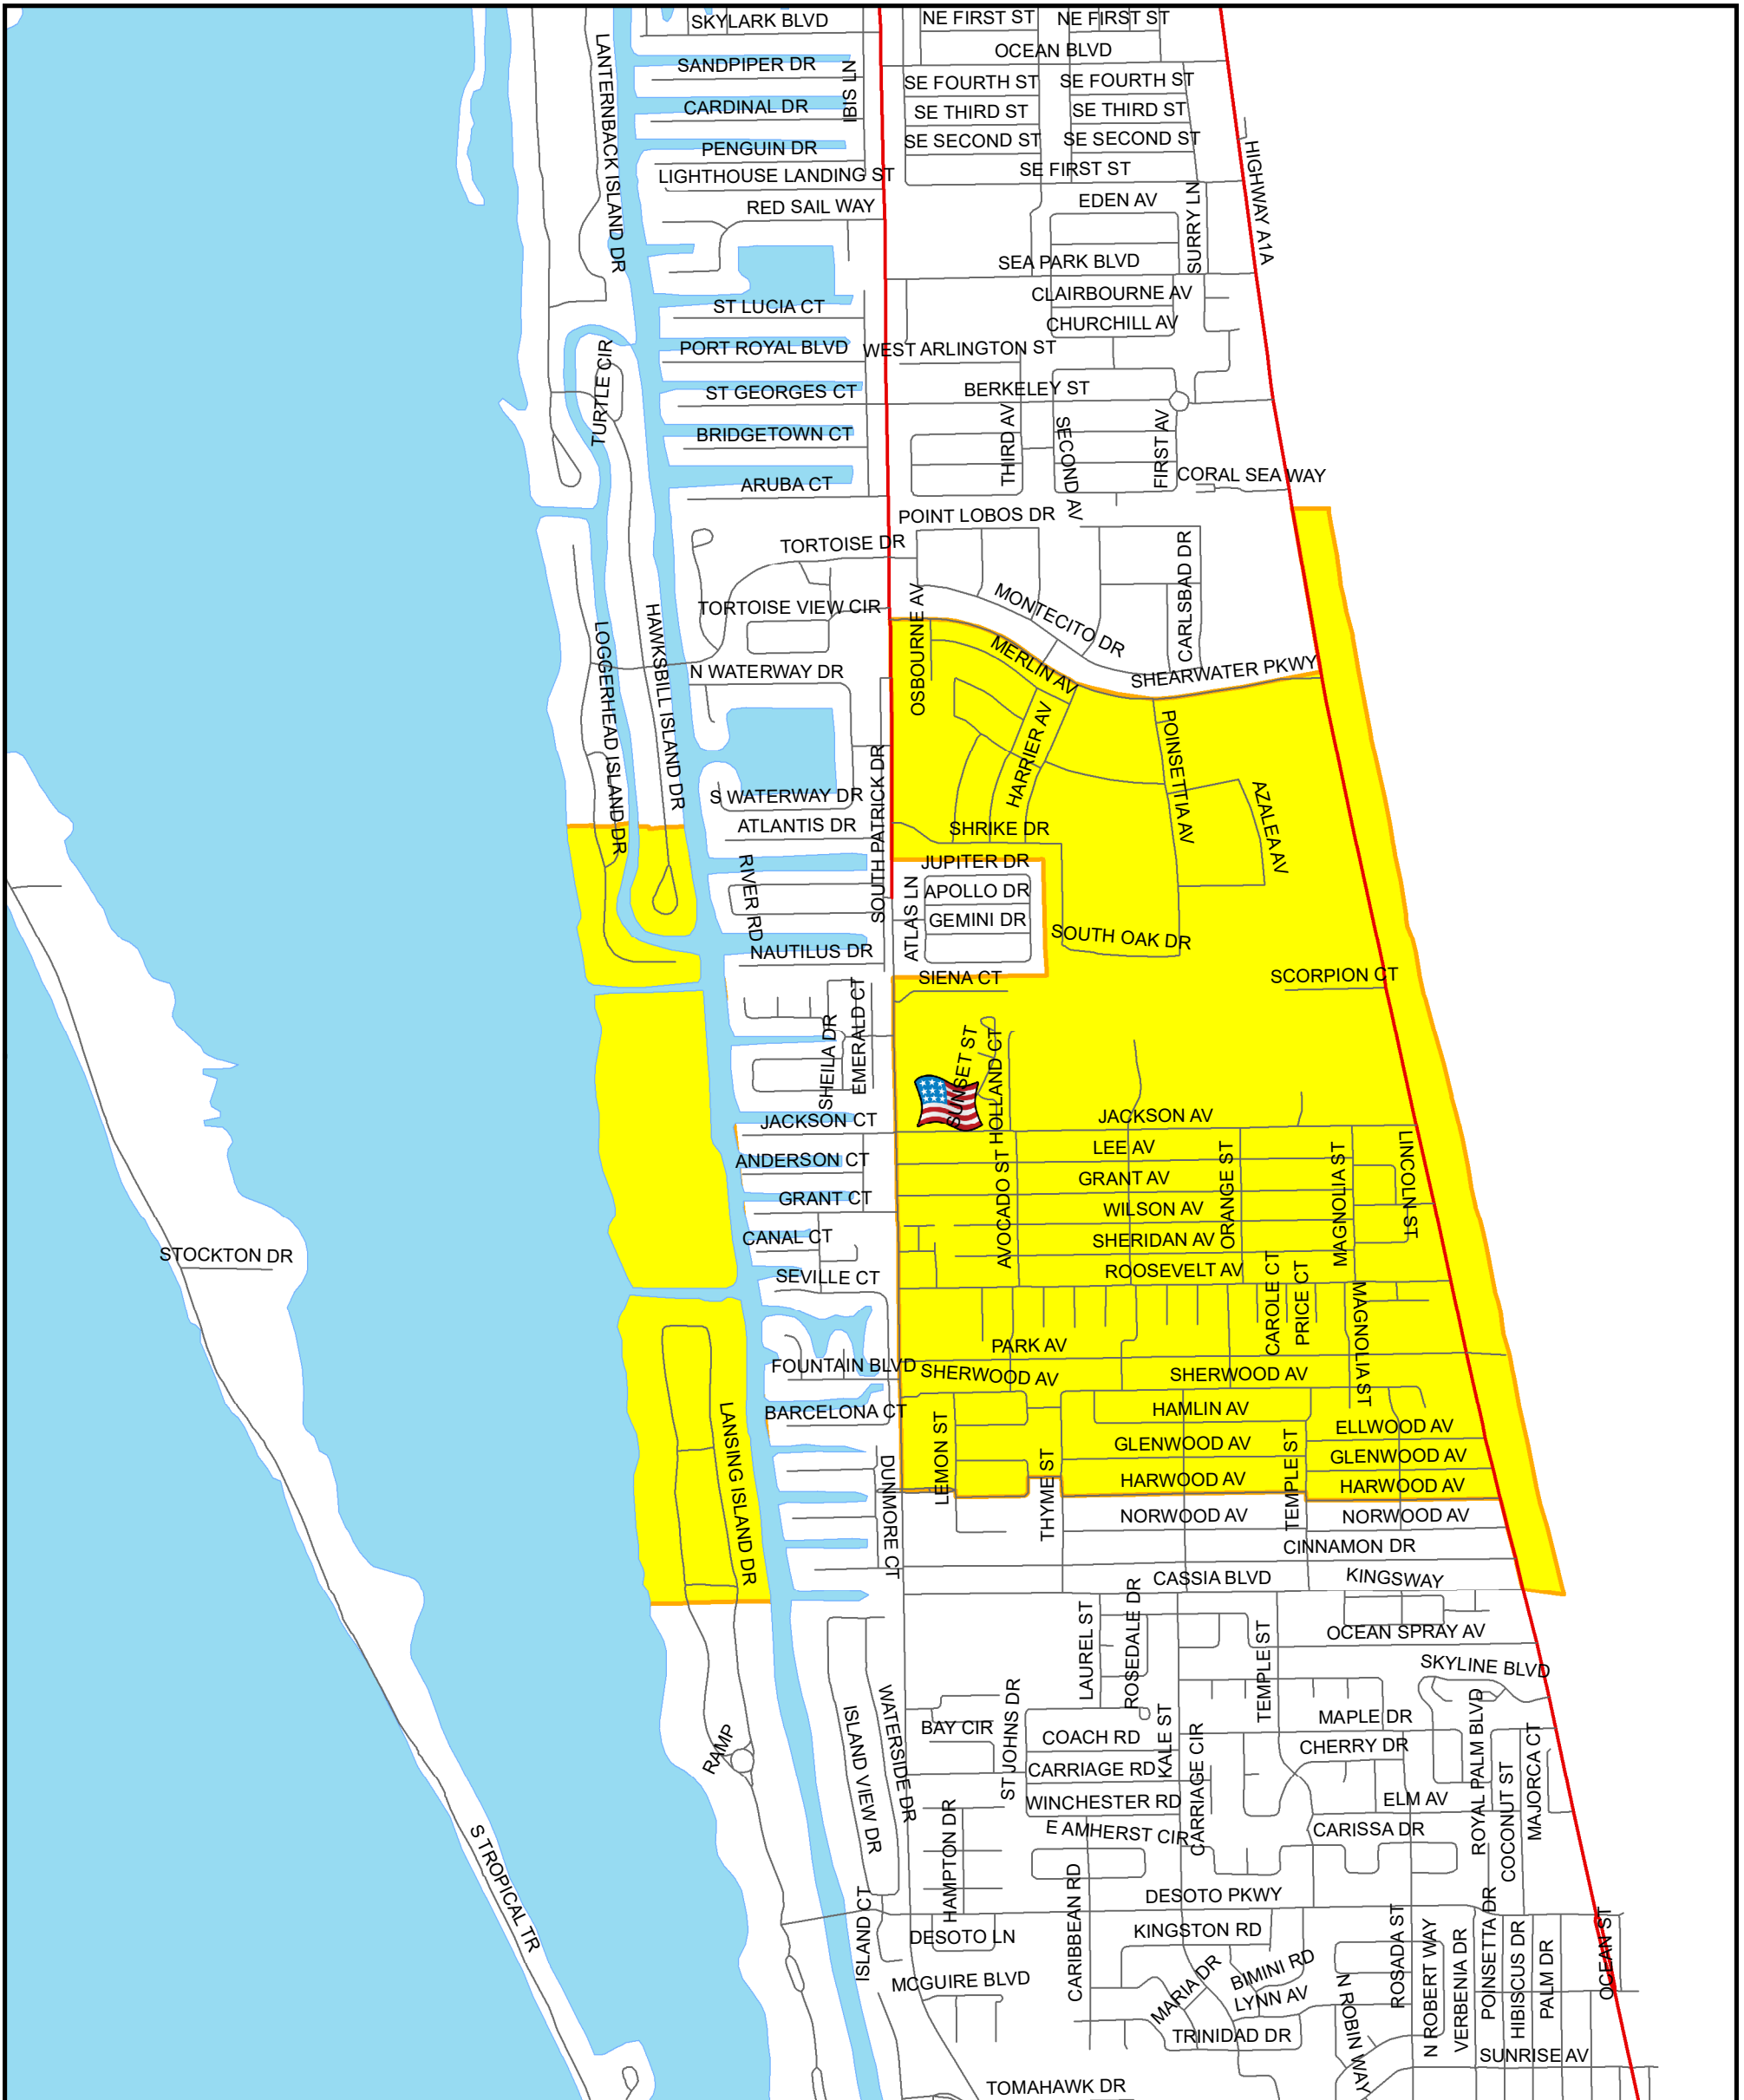 SKYLARK BLVD
NE FIRST ST
NE FIRST ST
OCEAN BLVD
LANTERNBACK ISLAND DR
SANDPIPER DR
IBIS LN
SE FOURTH ST
SE FOURTH ST
CARDINAL DR
SE THIRD ST
SE THIRD ST
PENGUIN DR
SE SECOND ST
SE SECOND ST
HIGHWAY A1A
LIGHTHOUSE LANDING ST
SE FIRST ST
RED SAIL WAY
EDEN AV
SURRY LN
SEA PARK BLVD
ST LUCIA CT
CLAIRBOURNE AV
CHURCHILL AV
PORT ROYAL BLVD
WEST ARLINGTON ST
TURTLE CIR
ST GEORGES CT
BERKELEY ST
BRIDGETOWN CT
THIRD AV
SECOND AV
FIRST AV
ARUBA CT
CORAL SEA WAY
POINT LOBOS DR
TORTOISE DR
CARLSBAD DR
TORTOISE VIEW CIR
OSBOURNE AV
MONTECITO DR
LOGGERHEAD ISLAND DR
HAWKSBILL ISLAND DR
MERLIN AV
N WATERWAY DR
SHEARWATER PKWY
HARRIER AV
POINSETTIA AV
SOUTH PATRICK DR
S WATERWAY DR
AZALEA AV
ATLANTIS DR
SHRIKE DR
RIVER RD
JUPITER DR
ATLAS LN
APOLLO DR
GEMINI DR
NAUTILUS DR
SOUTH OAK DR
SIENA CT
SCORPION CT
SHEILA DR
EMERALD CT
SUNSET ST
HOLLAND CT
JACKSON CT
JACKSON AV
LEE AV
ANDERSON CT
GRANT AV
AVOCADO ST
ORANGE ST
MAGNOLIA ST
LINCOLN ST
GRANT CT
WILSON AV
CANAL CT
SHERIDAN AV
STOCKTON DR
SEVILLE CT
ROOSEVELT AV
CAROLE CT
PRICE CT
MAGNOLIA ST
PARK AV
FOUNTAIN BLVD
SHERWOOD AV
SHERWOOD AV
BARCELONA CT
HAMLIN AV
LANSING ISLAND DR
LEMON ST
ELLWOOD AV
GLENWOOD AV
GLENWOOD AV
THYME ST
TEMPLE ST
HARWOOD AV
HARWOOD AV
DUNMORE CT
NORWOOD AV
NORWOOD AV
CINNAMON DR
CASSIA BLVD
KINGSWAY
LAUREL ST
ROSEDALE DR
TEMPLE ST
OCEAN SPRAY AV
SKYLINE BLVD
ISLAND VIEW DR
WATERSIDE DR
BAY CIR
ST JOHNS DR
COACH RD
KALE ST
CARRIAGE CIR
MAPLE DR
RAMP
CHERRY DR
ROYAL PALM BLVD
MAJORCA CT
CARRIAGE RD
COCONUT ST
WINCHESTER RD
ELM AV
HAMPTON DR
E AMHERST CIR
CARISSA DR
S TROPICAL TR
CARIBBEAN RD
DESOTO PKWY
ISLAND CT
DESOTO LN
KINGSTON RD
ROSADA ST
N ROBERT WAY
VERBENIA DR
POINSETTA DR
HIBISCUS DR
PALM DR
OCEAN ST
MCGUIRE BLVD
MARIA DR
BIMINI RD
LYNN AV
N ROBIN WAY
TRINIDAD DR
SUNRISE AV
TOMAHAWK DR